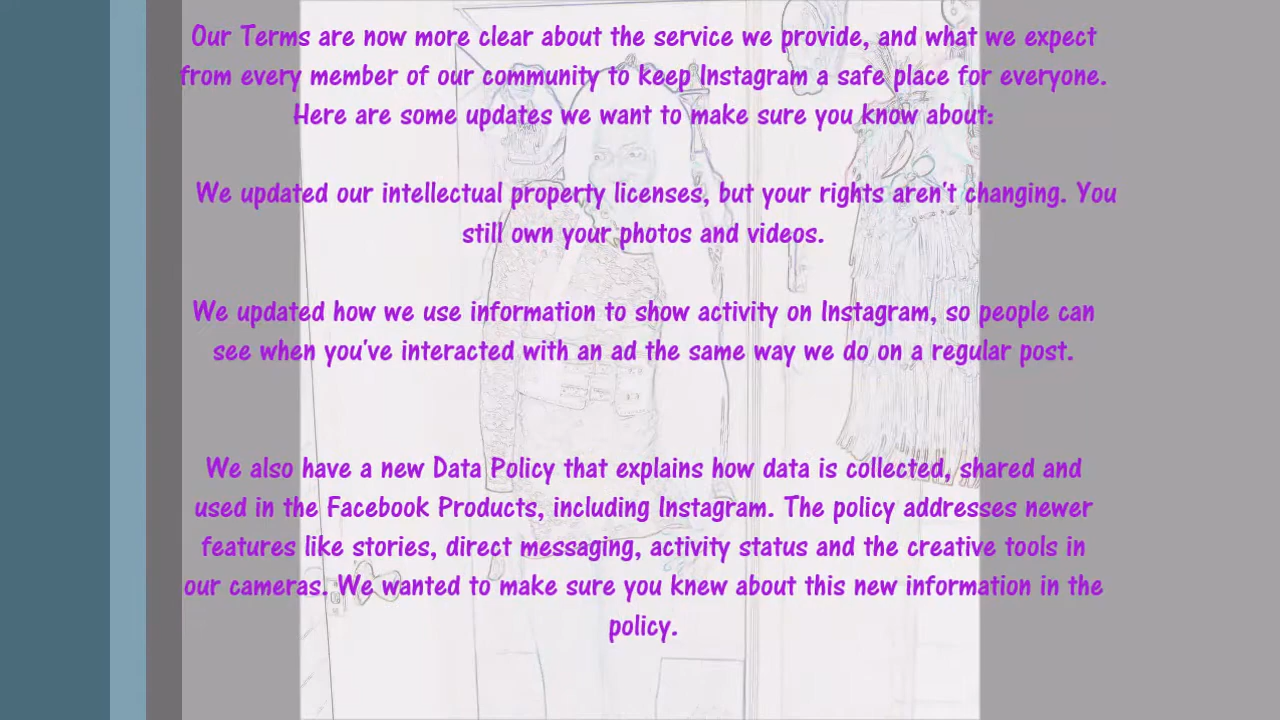 Our Terms are now more clear about the service we provide, and what we expect
from every member of our community to keep Instagram a safe place for everyone.
Here are some updates we want to make sure you know about:
We updated our intellectual property licenses, but your rights aren't changing. You
still own your photos and videos.
We updated how we use information to show activity on Instagram, so people can
see when you've interacted with an ad the same way we do on a regular post.
We also have a new Data Policy that explains how data is collected, shared and
used in the Facebook Products, including Instagram. The policy addresses newer
features like stories, direct messaging, activity status and the creative tools in
our cameras. We wanted to make sure you knew about this new information in the
policy.